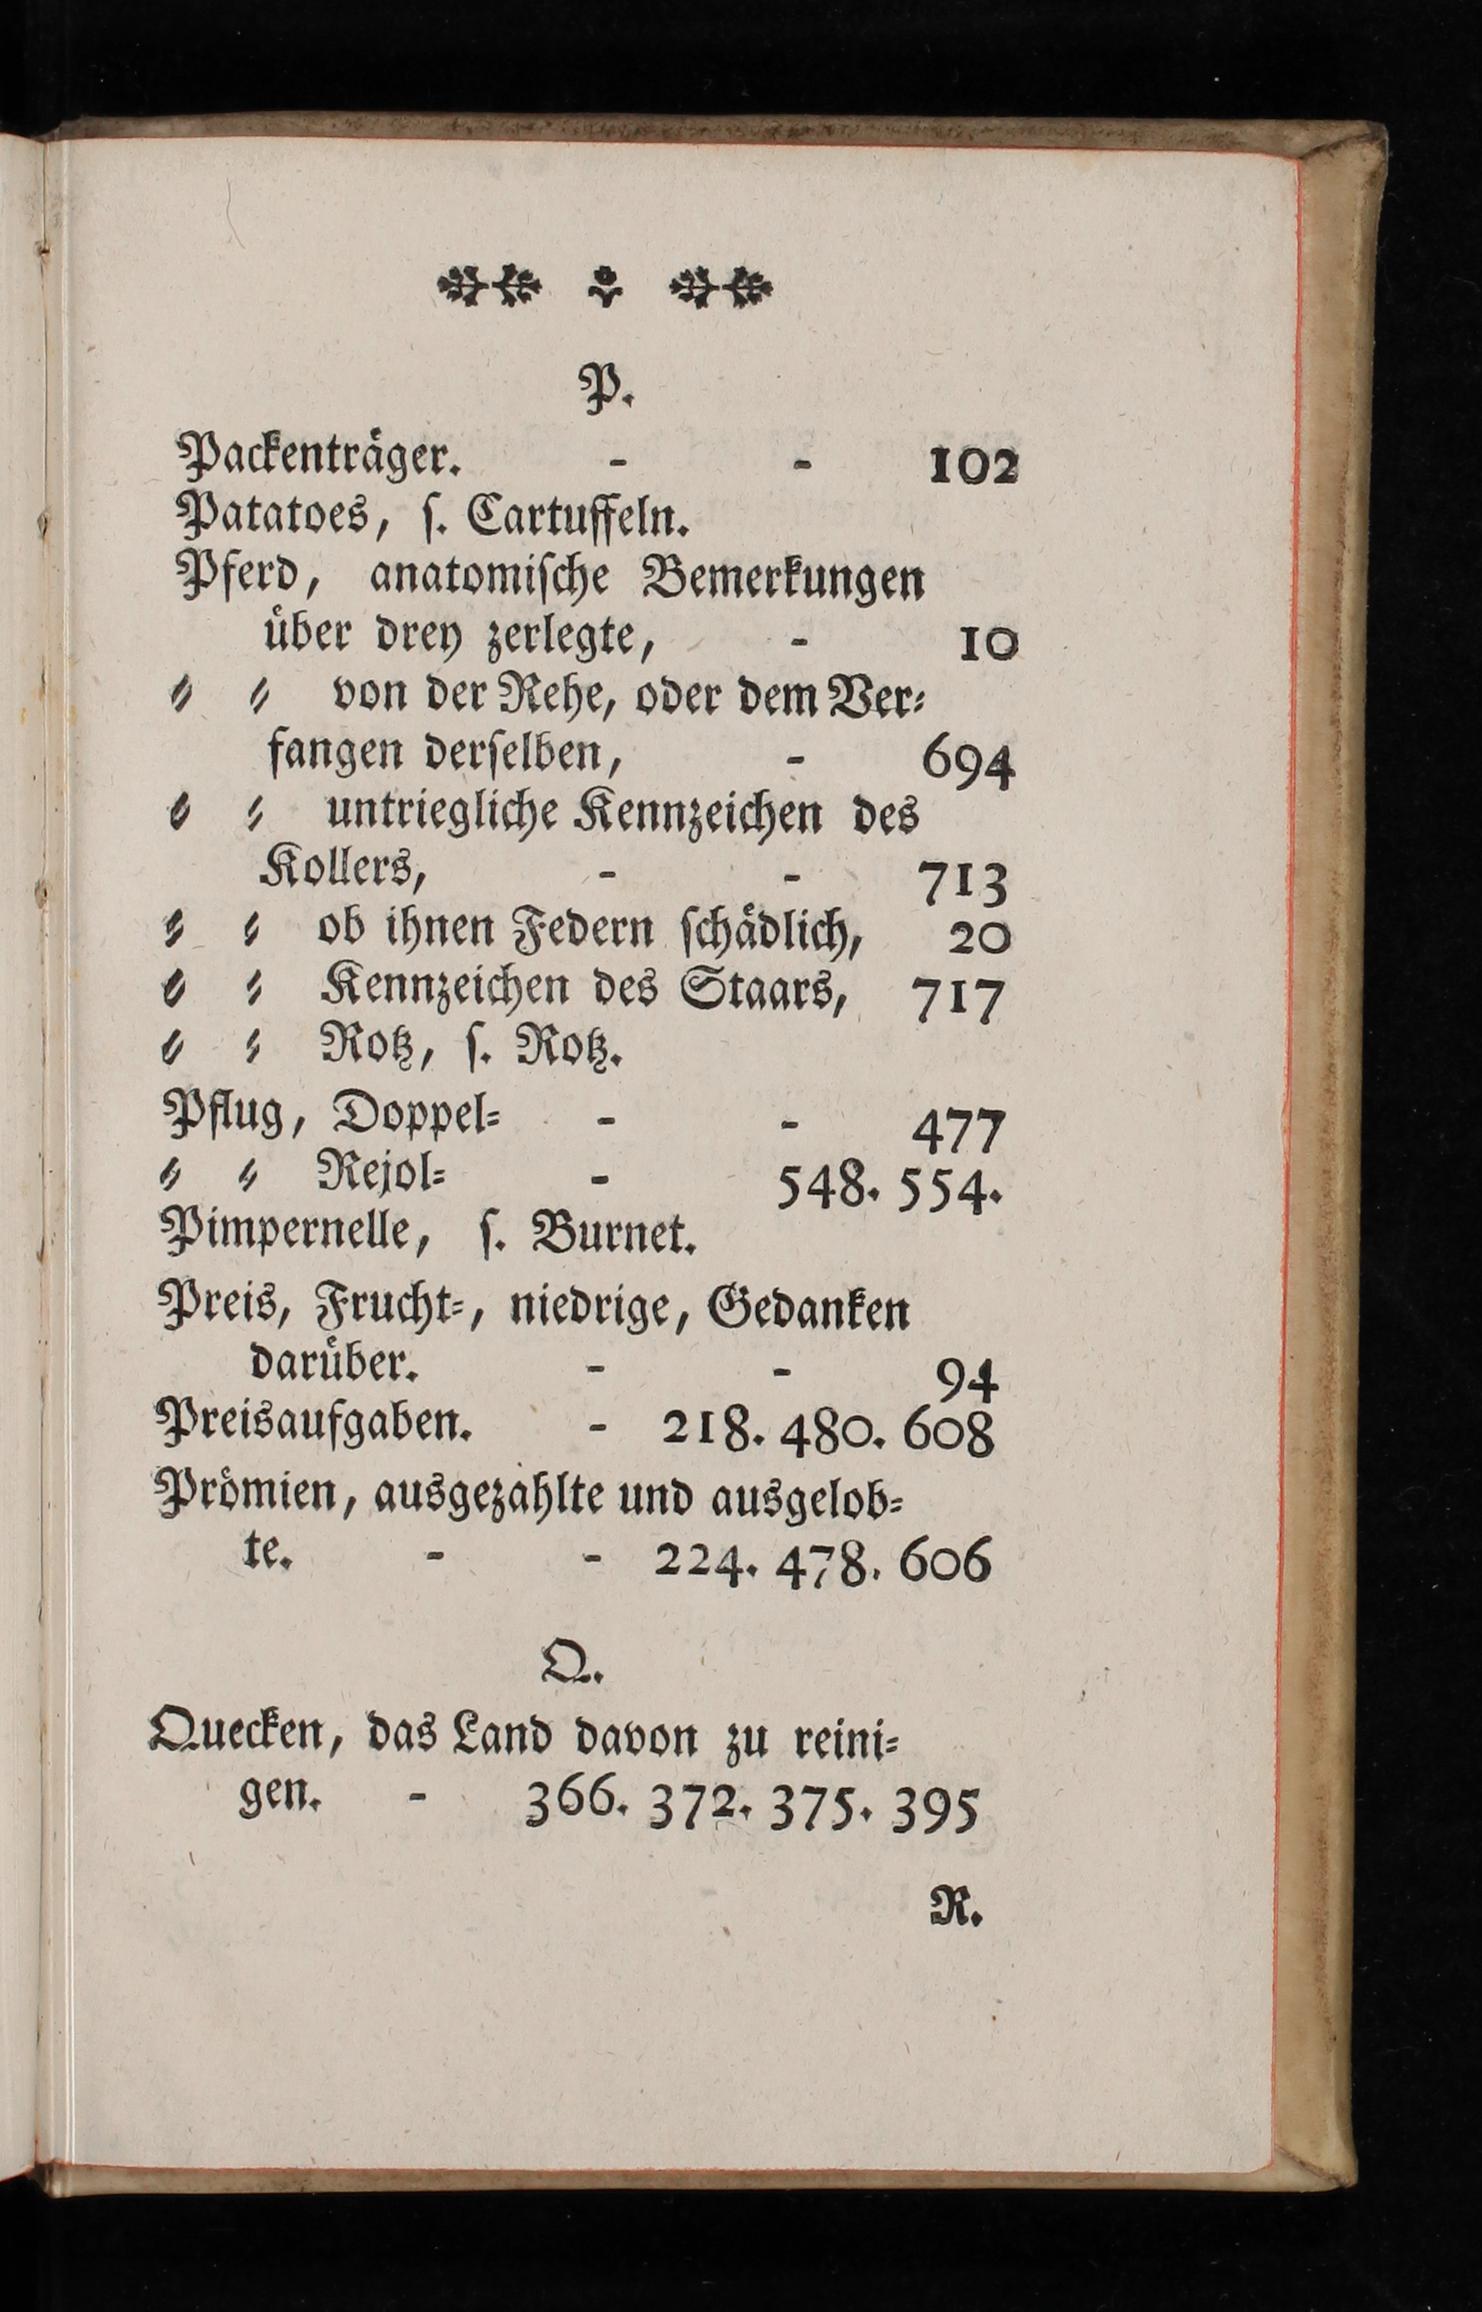 P.
Packenträger. - - 102
Patatoes, ſ. Cartuffeln.
Pferd, anatomiſche Bemerkungen
über drey zerlegte, - 10
⸗ ⸗ von der Rehe, oder dem Ver⸗
fangen derſelben, - 694
⸗ ⸗ untriegliche Kennzeichen des
Kollers, - - 713
⸗ ⸗ ob ihnen Federn ſchädlich, 20
⸗ ⸗ Kennzeichen des Staars, 717
⸗ ⸗ Rotz, ſ. Rotz.
Pflug, Doppel⸗ - - 477
⸗ ⸗ Rejol⸗ - 548. 554.
Pimpernelle, ſ. Burnet.
Preis, Frucht⸗, niedrige, Gedanken
darüber. - - 94
Preisaufgaben. - 218. 480. 608
Prömien, ausgezahlte und ausgelob⸗
te. - - 224. 478. 606
Q.
Quecken, das Land davon zu reini⸗
gen. - 366. 372. 375. 395
R.